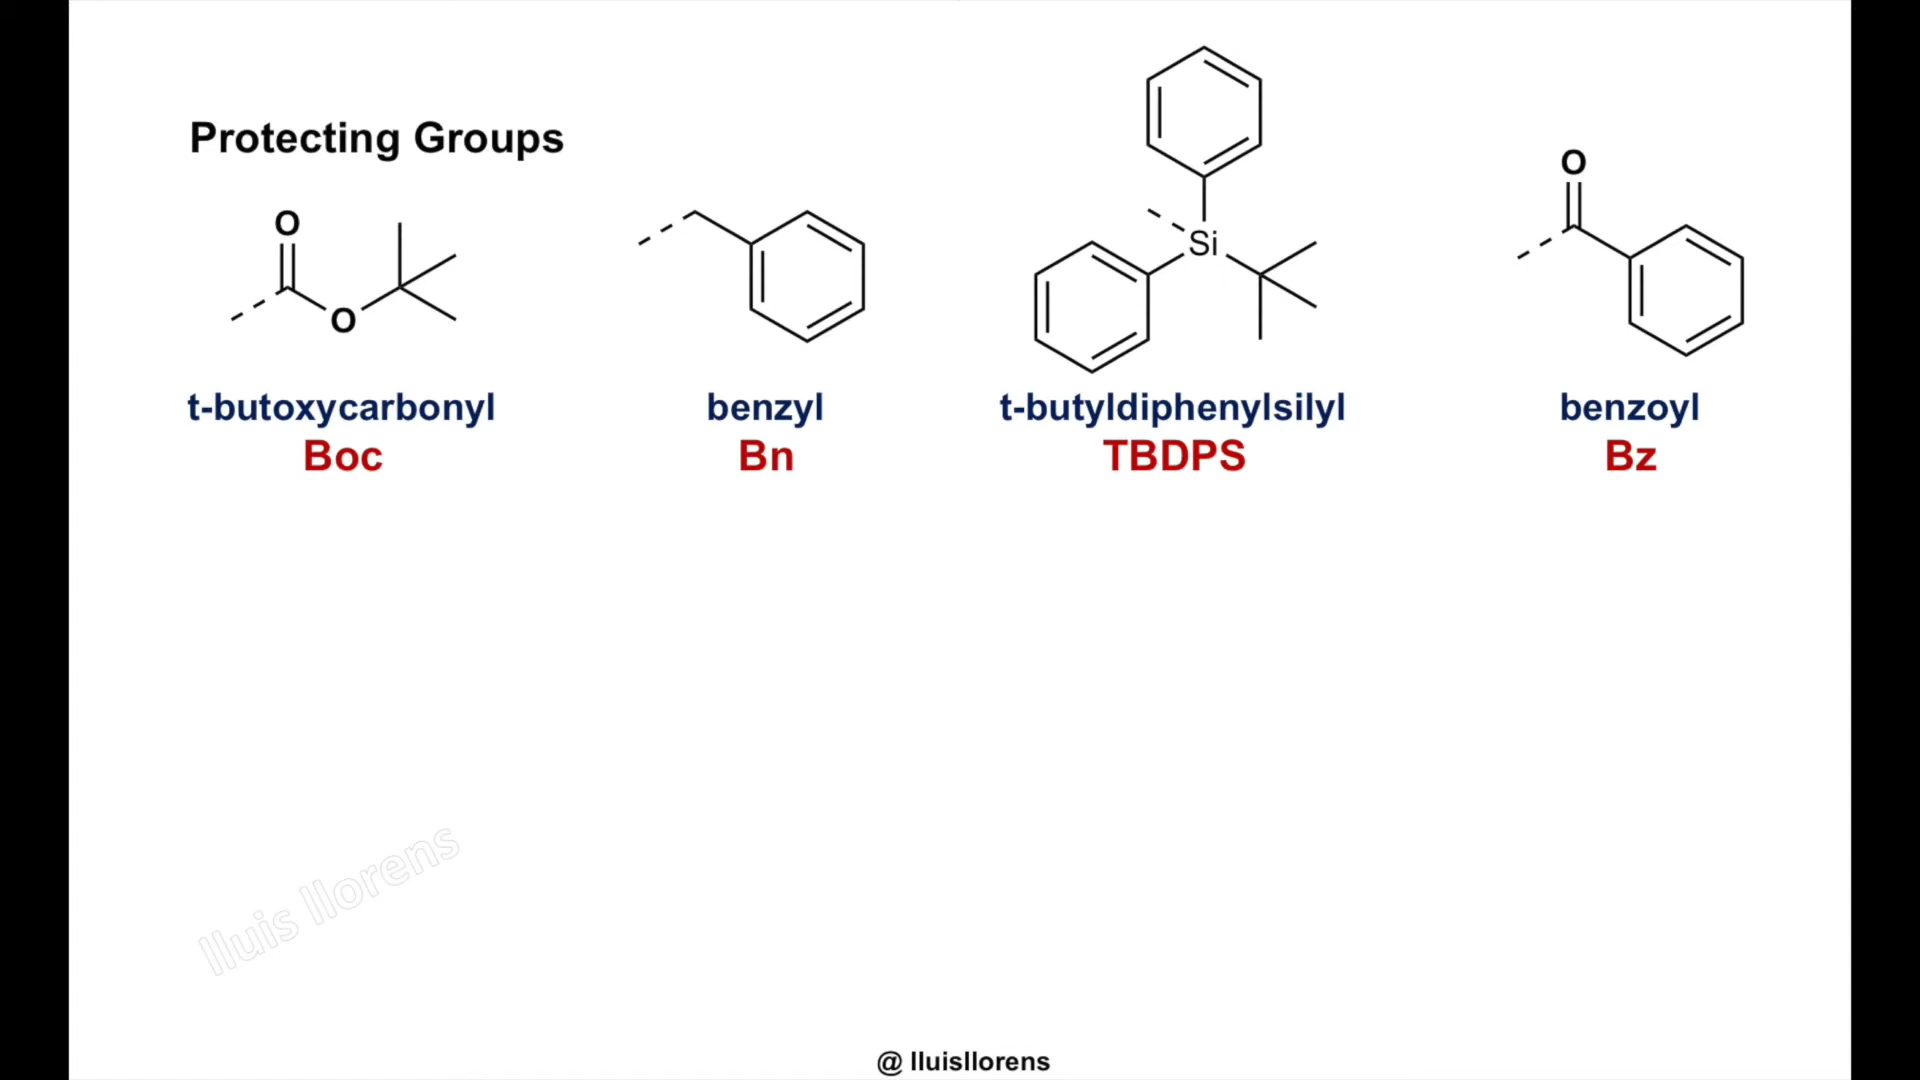 Protecting Groups
O
O
t-butoxycarbonyl
Boc
benzyl
Bn
Si
t-butyldiphenylsilyl
TBDPS
O
benzoyl
Bz
lluis llorens
@ lluisllorens